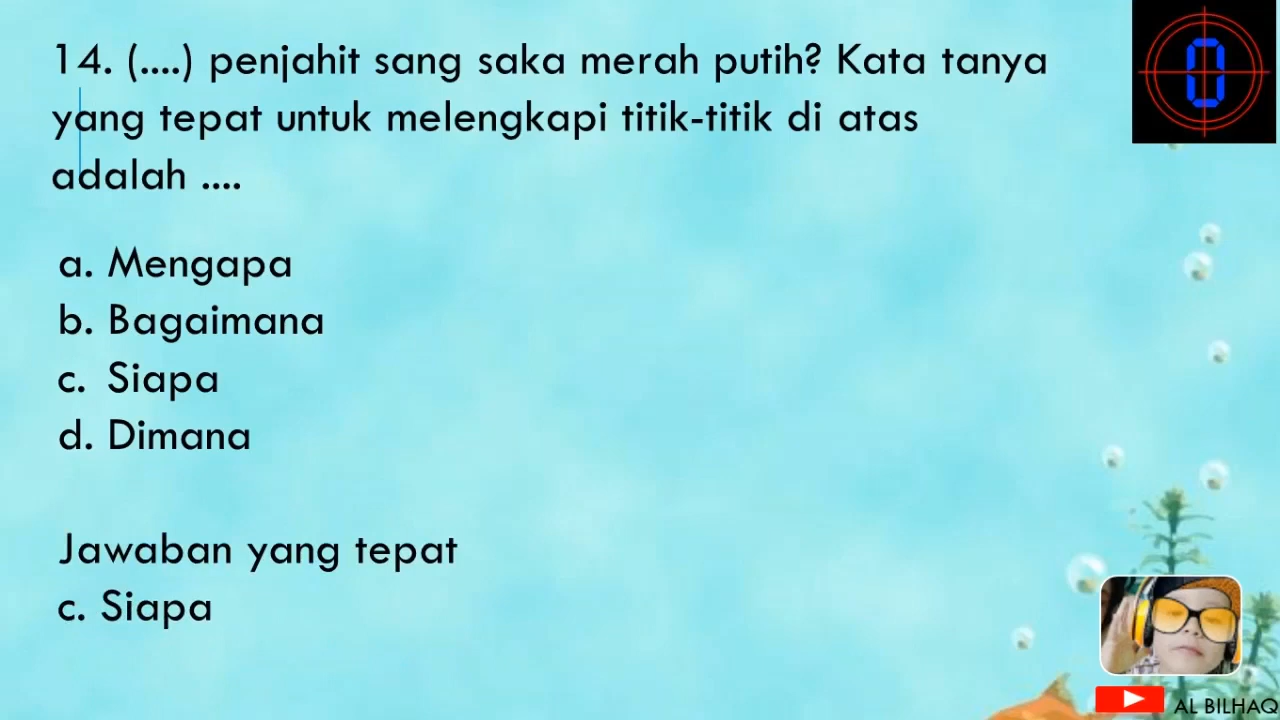 14. (....) penjahit sang saka merah putih? Kata tanya
yang tepat untuk melengkapi titik-titik di atas
adalah ....
a. Mengapa
b. Bagaimana
c. Siapa
d. Dimana
Jawaban yang tepat
c. Siapa
0
AL BILHAQ